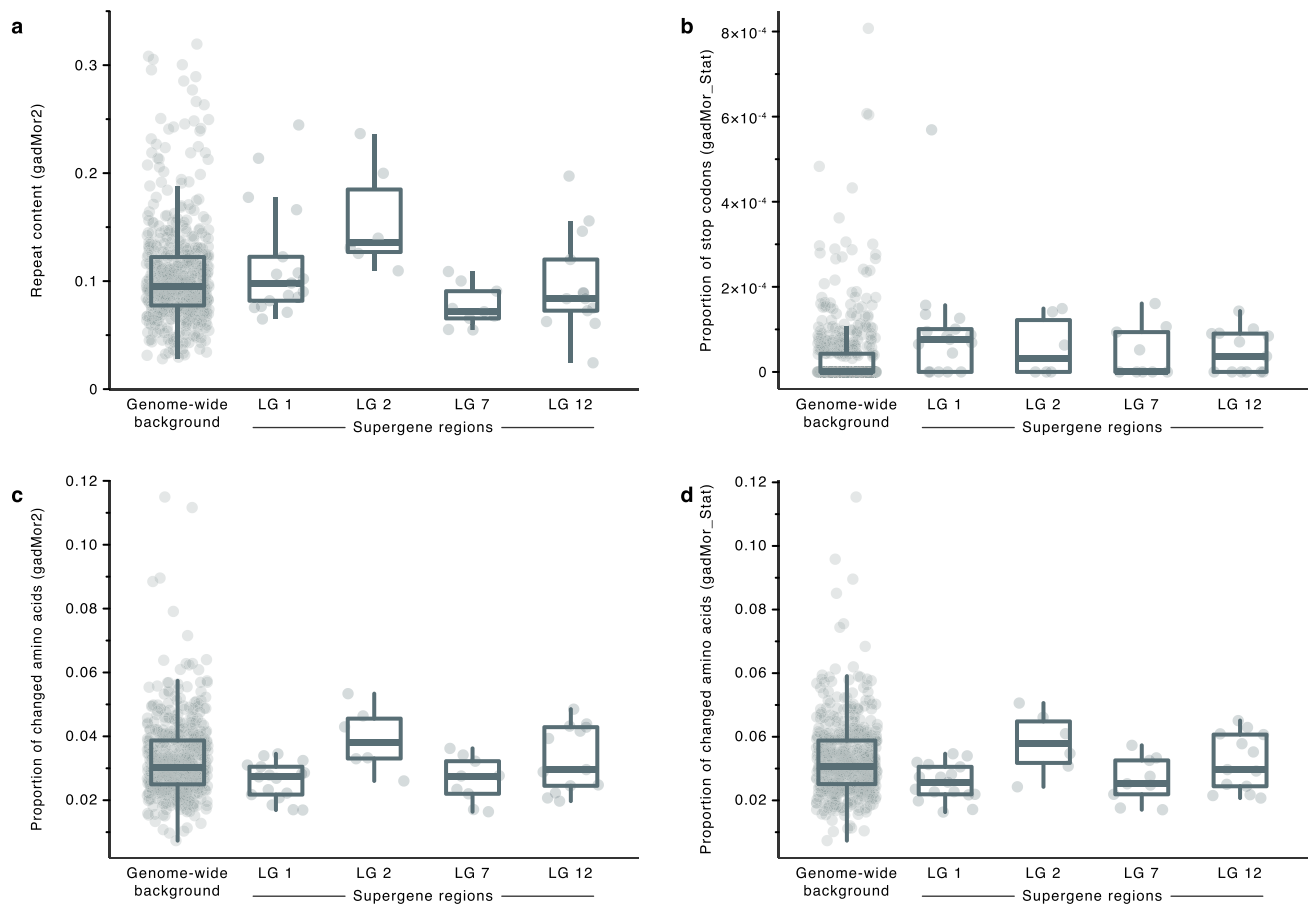 a
Repeat content (gadMor2)
0.3
0.2
0.1
0
Genome-wide background
LG 1
LG 2
LG 7
LG 12
Supergene regions
b
Proportion of stop codons (gadMor_Stat)
8×10⁻⁴
6×10⁻⁴
4×10⁻⁴
2×10⁻⁴
0
Genome-wide background
LG 1
LG 2
LG 7
LG 12
Supergene regions
c
Proportion of changed amino acids (gadMor2)
0.12
0.10
0.08
0.06
0.04
0.02
Genome-wide background
LG 1
LG 2
LG 7
LG 12
Supergene regions
d
Proportion of changed amino acids (gadMor_Stat)
0.12
0.10
0.08
0.06
0.06
0.02
Genome-wide background
LG 1
LG 2
LG 7
LG 12
Supergene regions